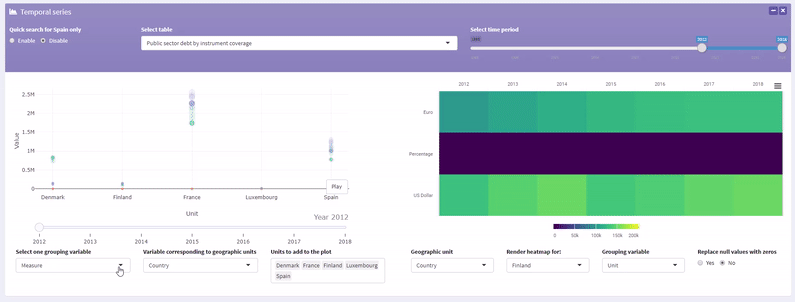 Temporal series
Quick search for Spain only
Enable Disable
Select table
Public sector debt by instrument coverage
Select time period
2012 2018
2.5M
2M
1.5M
1M
0.5M
0
Value
Denmark Finland France Luxembourg Spain
Play
Unit
Year 2012
2012 2013 2014 2015 2016 2017 2018
2012 2013 2014 2015 2016 2017 2018
Euro
Percentage
US Dollar
0 50k 100k 150k 200k
Select one grouping variable
Measure
Variable corresponding to geographic units
Country
Units to add to the plot
Denmark France Finland Luxembourg
Spain
Geographic unit
Country
Render heatmap for:
Finland
Grouping variable
Unit
Replace null values with zeros
Yes No